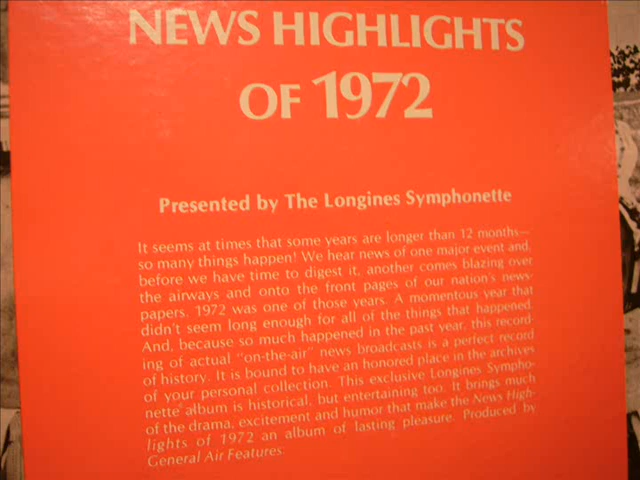 NEWS HIGHLIGHTS
OF 1972
Presented by The Longines Symphonette
It seems at times that some years are longer than 12 months—
so many things happen! We hear news of one major event and,
before we have time to digest it, another comes blazing over
the airways and onto the front pages of our nation's news-
papers. 1972 was one of those years. A momentous year that
didn't seem long enough for all of the things that happened.
And, because so much happened in the past year, this record-
ing of actual "on-the-air" news broadcasts is a perfect record
of history. It is bound to have an honored place in the archives
of your personal collection. This exclusive Longines Sympho-
nette album is historical, but entertaining too. It brings much
of the drama, excitement and humor that make the News High-
lights of 1972 an album of lasting pleasure. Produced by
General Air Features.